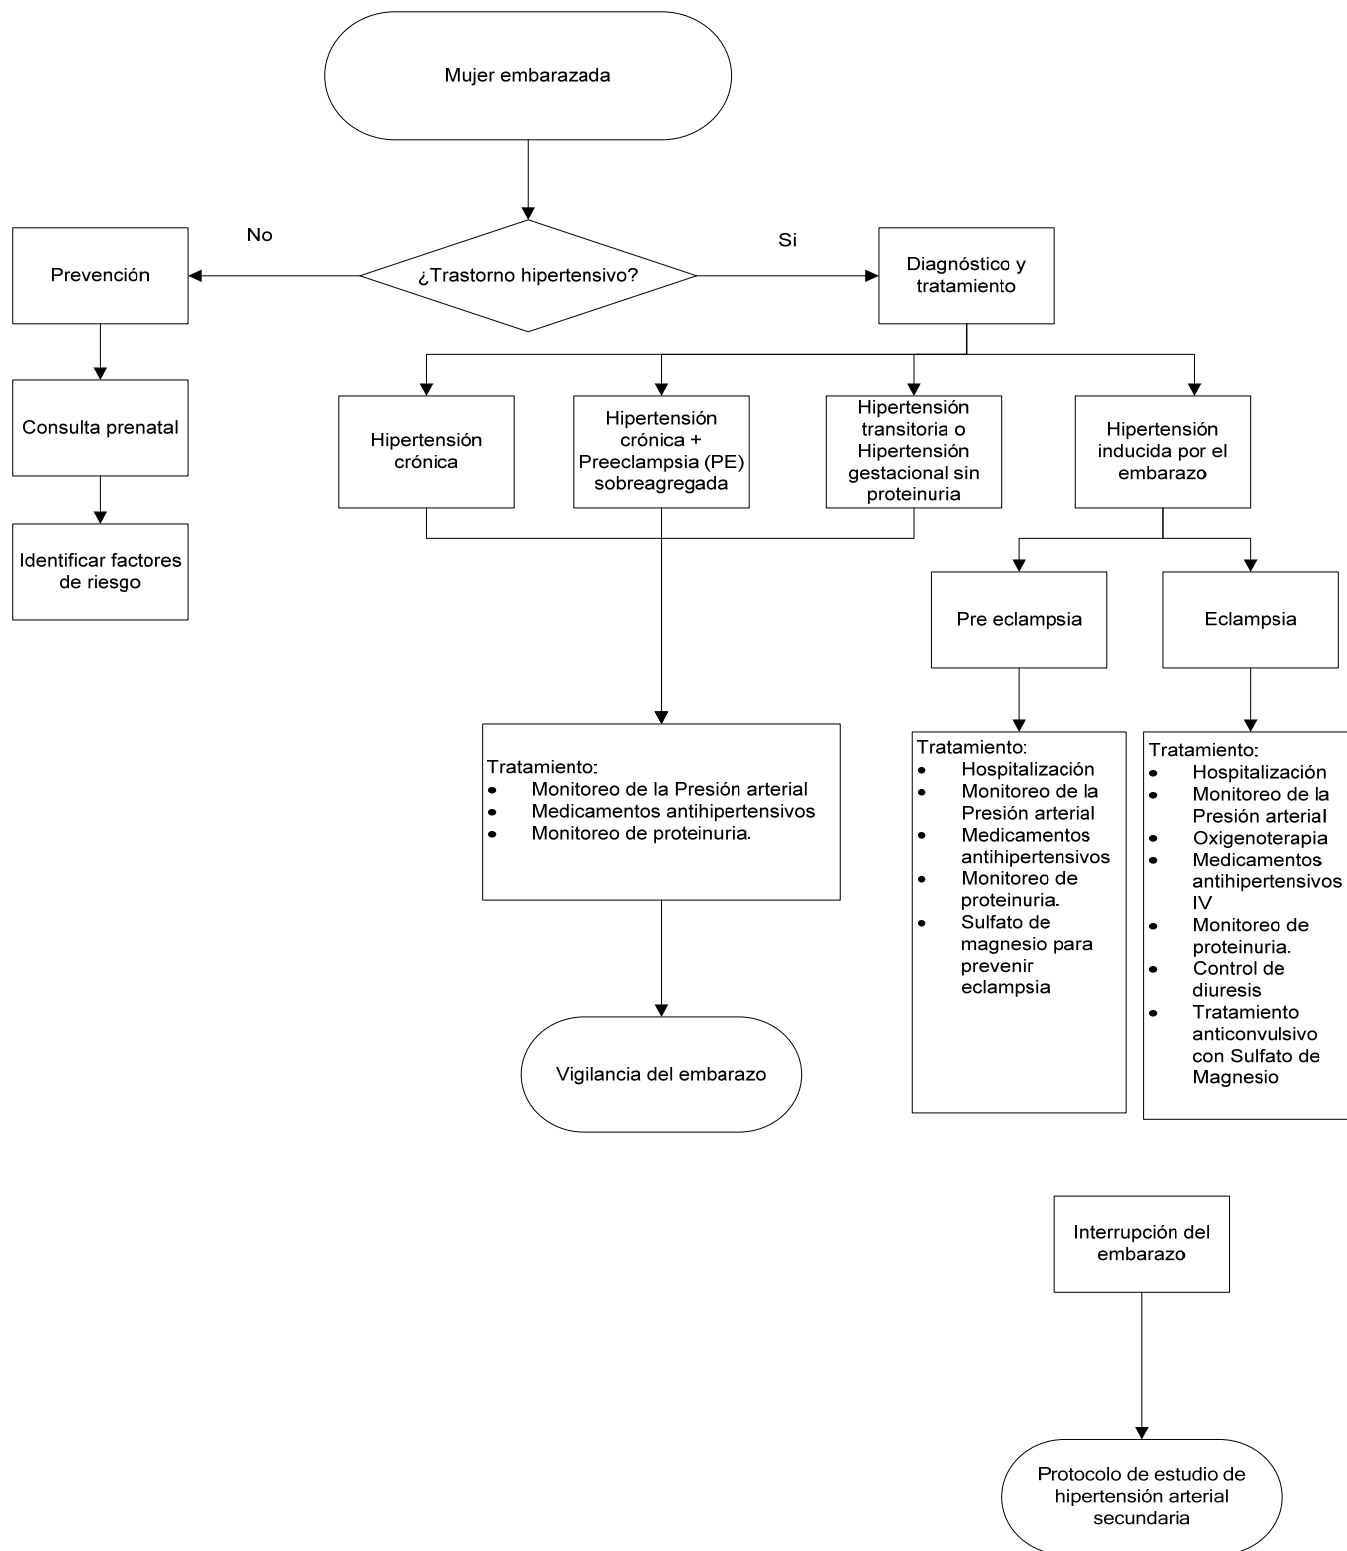 Mujer embarazada
No
Si
Prevención
¿Trastorno hipertensivo?
Diagnóstico y
tratamiento
Consulta prenatal
Identificar factores
de riesgo
Hipertensión
crónica
Hipertensión
crónica +
Preeclampsia (PE)
sobreagregada
Hipertensión
transitoria o
Hipertensión
gestacional sin
proteinuria
Hipertensión
inducida por el
embarazo
Pre eclampsia
Eclampsia
Tratamiento:
• Monitoreo de la Presión arterial
• Medicamentos antihipertensivos
• Monitoreo de proteinuria.
Vigilancia del embarazo
Tratamiento:
• Hospitalización
• Monitoreo de la
Presión arterial
• Medicamentos
antihipertensivos
• Monitoreo de
proteinuria.
• Sulfato de
magnesio para
prevenir
eclampsia
Tratamiento:
• Hospitalización
• Monitoreo de la
Presión arterial
• Oxigenoterapia
• Medicamentos
antihipertensivos
IV
• Monitoreo de
proteinuria.
• Control de
diuresis
• Tratamiento
anticonvulsivo
con Sulfato de
Magnesio
Interrupción del
embarazo
Protocolo de estudio de
hipertensión arterial
secundaria